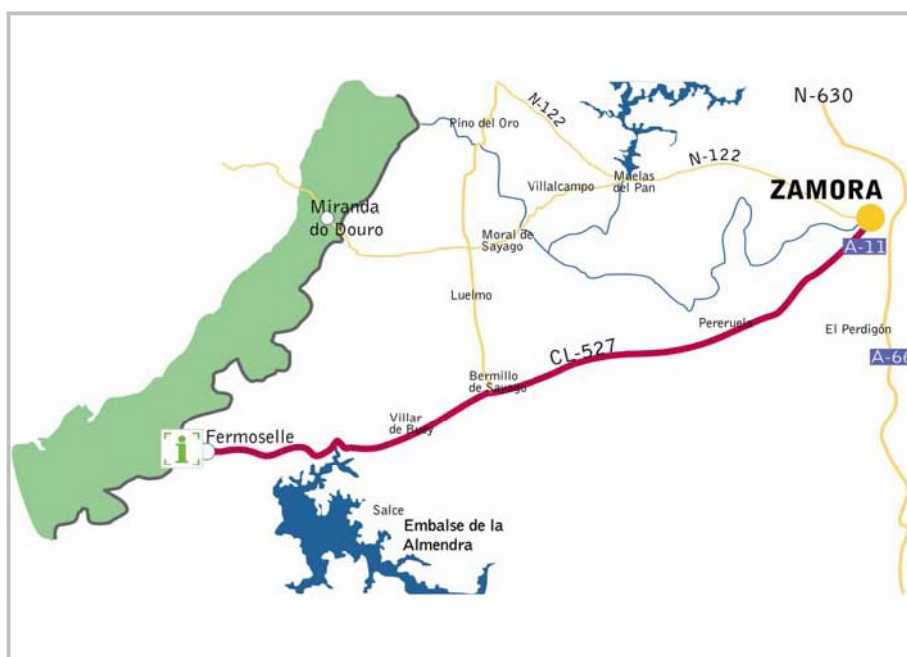 N-630
N-122
Pino del Oro
N-122
Muelas
del Pan
Villalcampo
ZAMORA
Miranda
do Douro
Moral de
Sayago
A-11
Luelmo
Pereruela
El Perdigón
CL-527
A-66
Bermillo
de Sayago
Villar
de Buey
i
Fermoselle
Salce
Embalse de la
Almendra